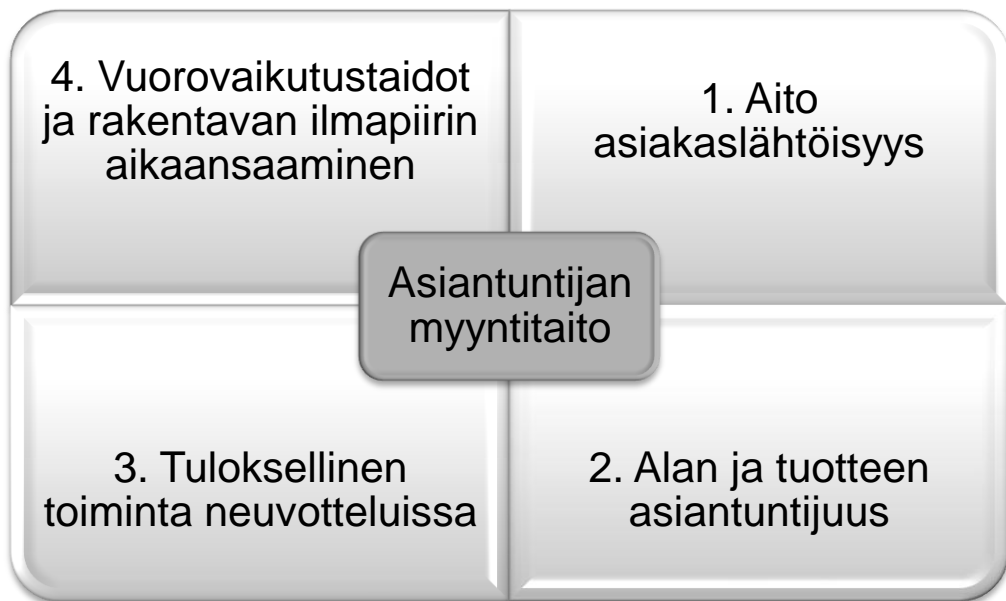 4. Vuorovaikutustaidot
ja rakentavan ilmapiirin
aikaansaaminen
1. Aito
asiakaslähtöisyys
Asiantuntijan
myyntitaito
3. Tuloksellinen
toiminta neuvotteluissa
2. Alan ja tuotteen
asiantuntijuus